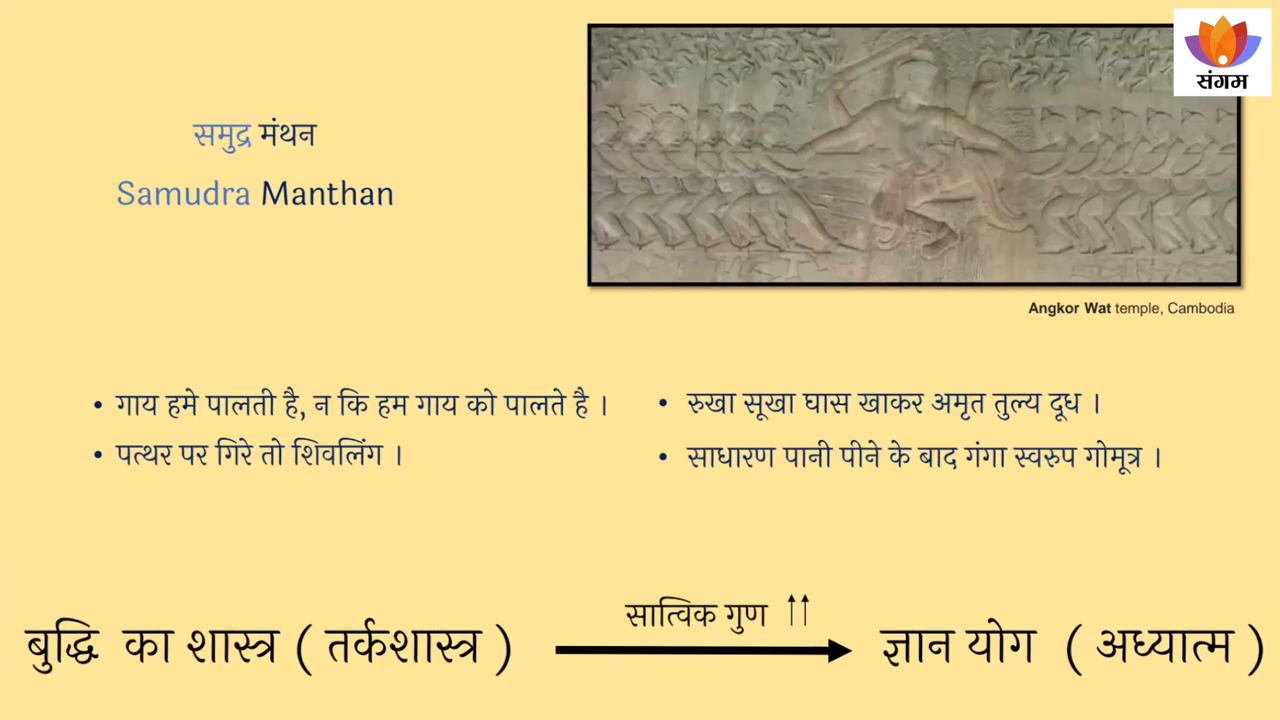 संगम
समुद्र मंथन
Samudra Manthan
Angkor Wat temple, Cambodia
• गाय हमे पालती है, न कि हम गाय को पालते है ।
• पत्थर पर गिरे तो शिवलिंग ।
• रुखा सूखा घास खाकर अमृत तुल्य दूध ।
• साधारण पानी पीने के बाद गंगा स्वरुप गोमूत्र ।
सात्विक गुण ↑↑
बुद्धि का शास्त्र ( तर्कशास्त्र ) → ज्ञान योग ( अध्यात्म )